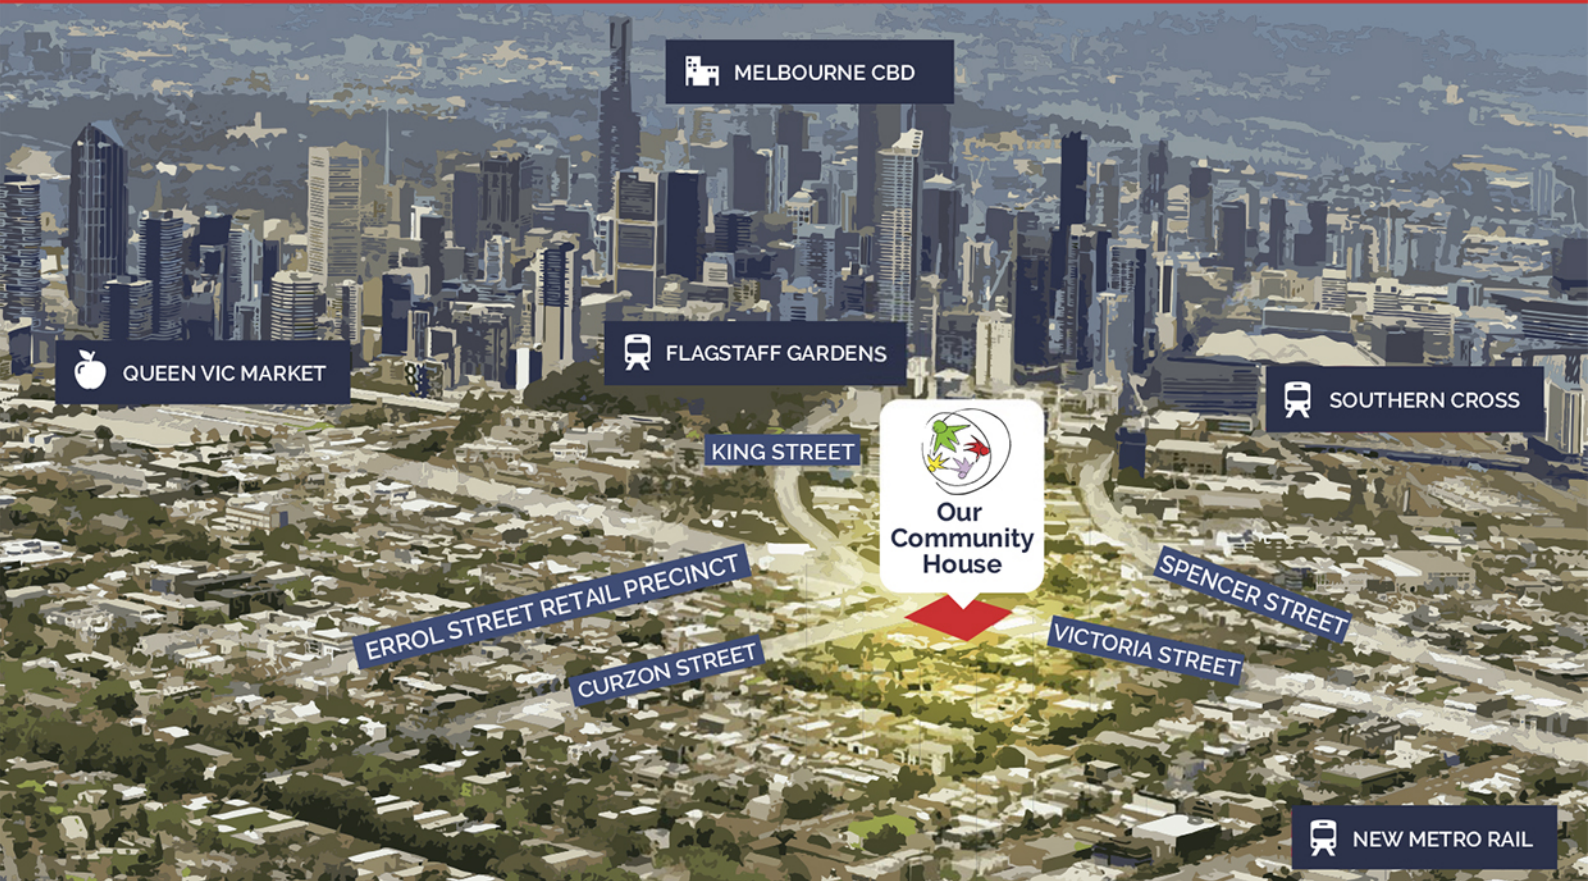 MELBOURNE CBD
FLAGSTAFF GARDENS
QUEEN VIC MARKET
SOUTHERN CROSS
KING STREET
Our
Community
House
ERROL STREET RETAIL PRECINCT
SPENCER STREET
CURZON STREET
VICTORIA STREET
NEW METRO RAIL